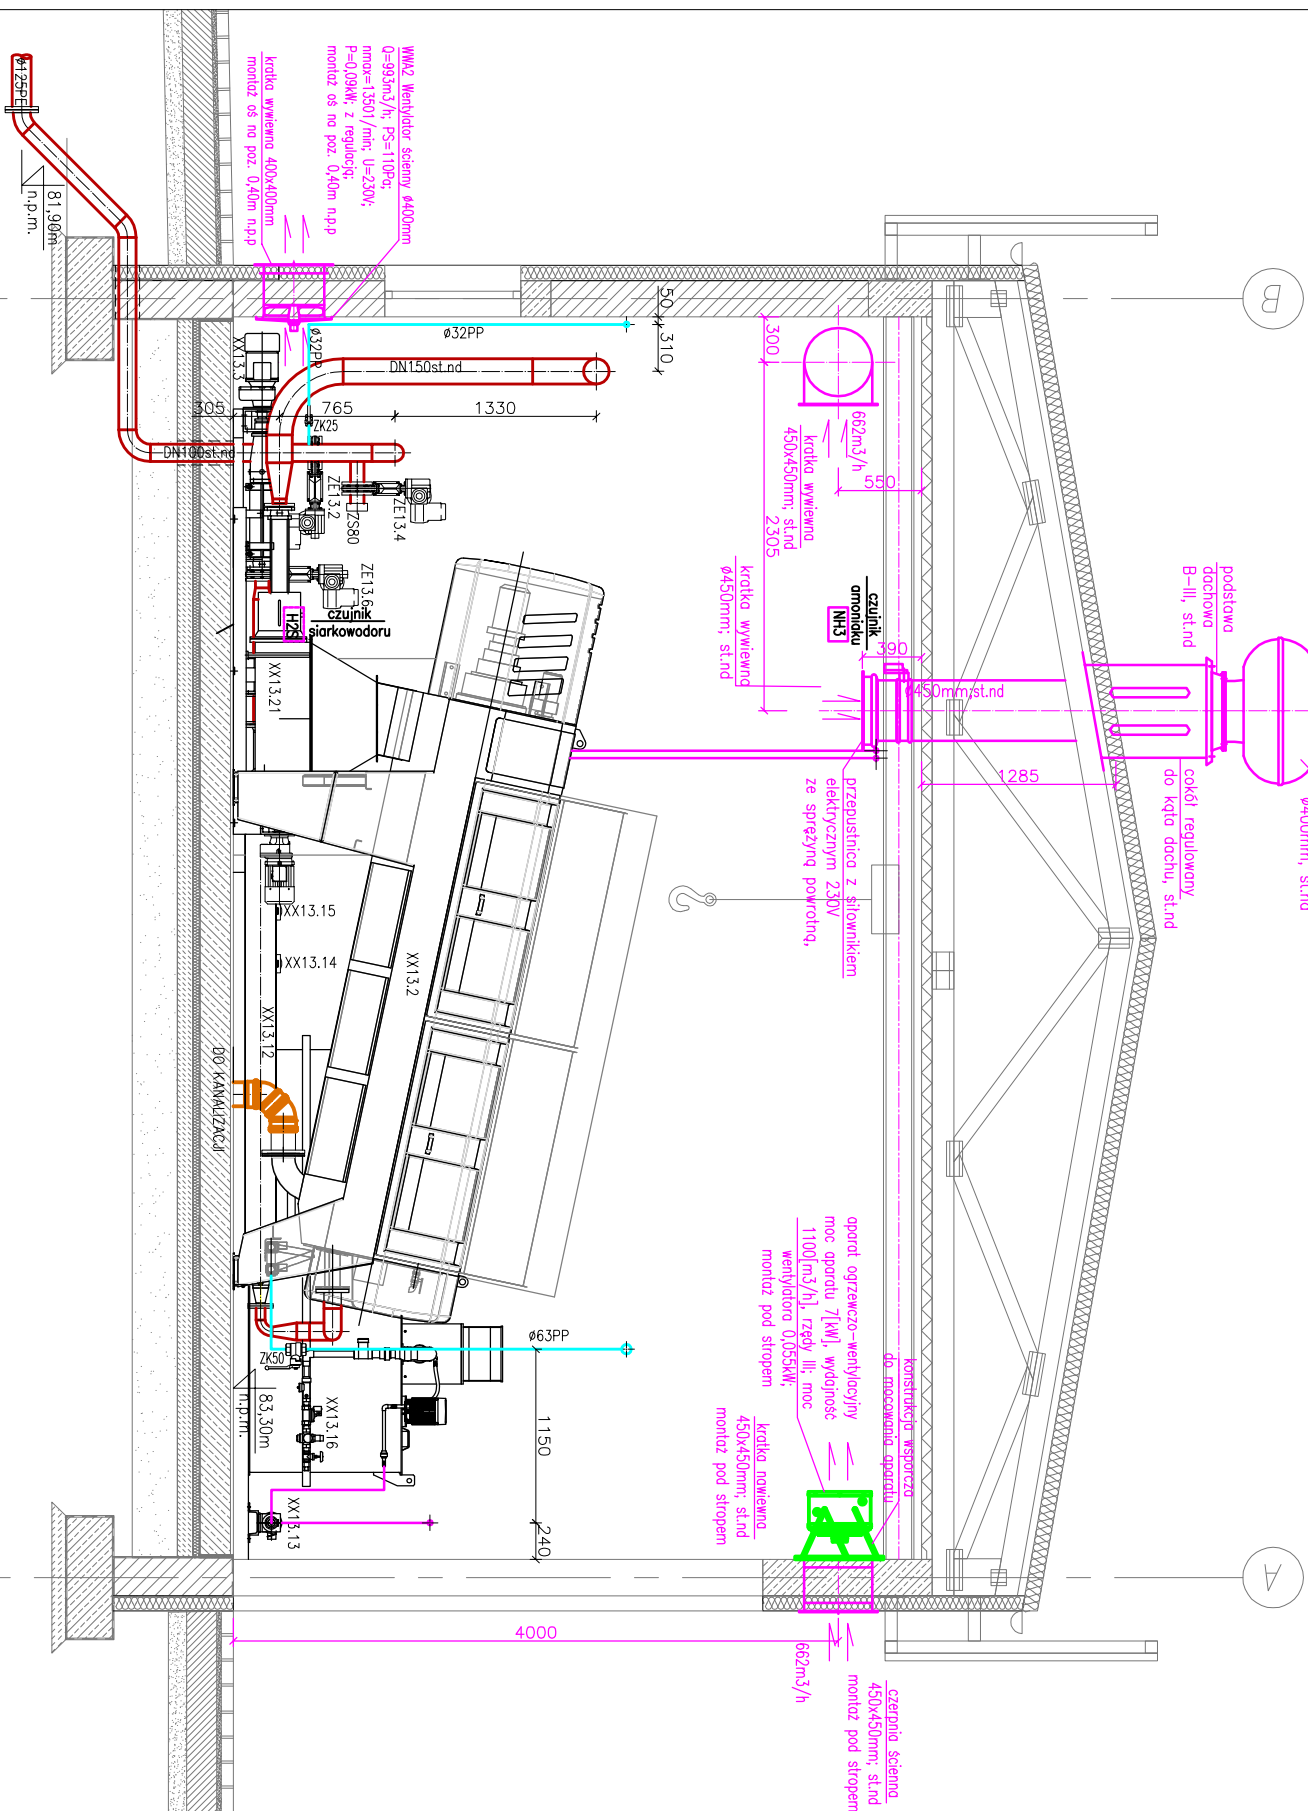 WWA2 Wentylator ścienny ø400mm
Q=993m3/h; PS=110Pa;
nmax=13501/min; U=230V;
P=0,09kW; z regulacją;
montaż oś na poz. 0,40m n.p.p
kratka wywiewna 400x400mm
montaż oś na poz. 0,40m n.p.p
ø125PE
81,90m
n.p.m.
B
podstawa
dachowa
B-III, st.nd
ø400mm, st.nd
cokół regulowany
do kąta dachu, st.nd
50
310
300
2305
550
390
1285
662m3/h
kratka wywiewna
450x450mm; st.nd
kratka wywiewna
ø450mm; st.nd
czujnik
amoniaku
NH3
ø450mm;st.nd
przepustnica z siłownikiem
elektrycznym 230V
ze sprężyną powrotną,
ø32PP
ø32PP
DN150st.nd
305
765
1330
DN100st.nd
XX13.3
ZK25
ZE13.2
ZS80
ZE13.4
ZE13.6
czujnik
siarkowodoru
H2S
XX13.21
XX13.15
XX13.14
XX13.2
XX13.12
DO KANALIZACJI
ø63PP
ZK50
83,30m
n.p.m.
XX13.16
XX13.13
1150
240
4000
aparat ogrzewczo-wentylacyjny
moc aparatu 7[kW], wydajność
1100[m3/h], rzędy III; moc
wentylatora 0,055kW;
montaż pod stropem
konstrukcja wsporcza
do mocowania aparatu
kratka nawiewna
450x450mm; st.nd
montaż pod stropem
662m3/h
czerpnia ścienna
450x450mm; st.nd
montaż pod stropem
A